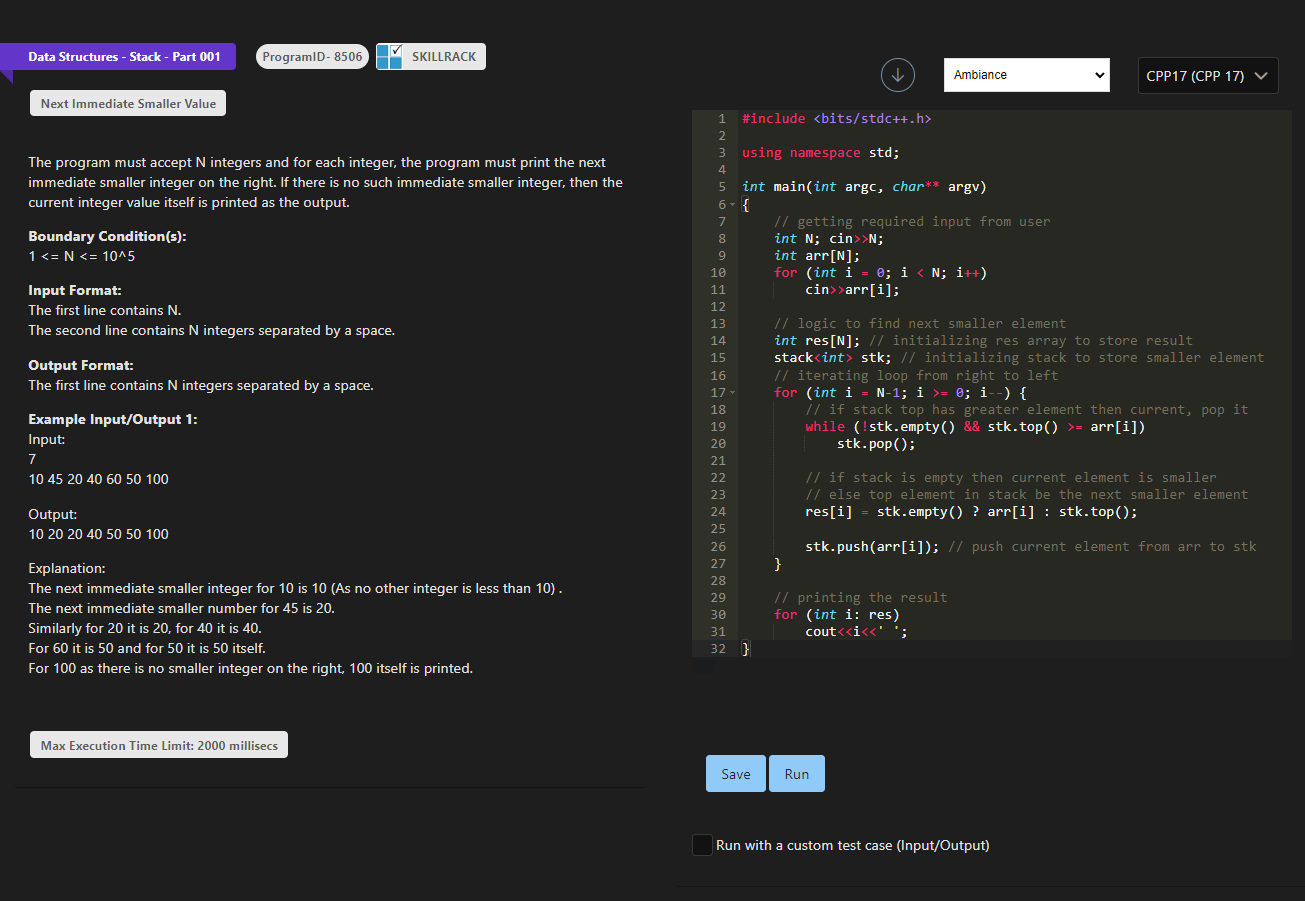 Data Structures - Stack - Part 001
ProgramID- 8506
SKILLRACK
Next Immediate Smaller Value
The program must accept N integers and for each integer, the program must print the next
immediate smaller integer on the right. If there is no such immediate smaller integer, then the
current integer value itself is printed as the output.
Boundary Condition(s):
1 <= N <= 10^5
Input Format:
The first line contains N.
The second line contains N integers separated by a space.
Output Format:
The first line contains N integers separated by a space.
Example Input/Output 1:
Input:
7
10 45 20 40 60 50 100
Output:
10 20 20 40 50 50 100
Explanation:
The next immediate smaller integer for 10 is 10 (As no other integer is less than 10) .
The next immediate smaller number for 45 is 20.
Similarly for 20 it is 20, for 40 it is 40.
For 60 it is 50 and for 50 it is 50 itself.
For 100 as there is no smaller integer on the right, 100 itself is printed.
Max Execution Time Limit: 2000 millisecs
Ambiance
CPP17 (CPP 17)
1 #include <bits/stdc++.h>
2
3 using namespace std;
4
5 int main(int argc, char** argv)
6 {
7     // getting required input from user
8     int N; cin>>N;
9     int arr[N];
10     for (int i = 0; i < N; i++)
11         cin>>arr[i];
12
13     // logic to find next smaller element
14     int res[N]; // initializing res array to store result
15     stack<int> stk; // initializing stack to store smaller element
16     // iterating loop from right to left
17     for (int i = N-1; i >= 0; i--) {
18         // if stack top has greater element then current, pop it
19         while (!stk.empty() && stk.top() >= arr[i])
20             stk.pop();
21
22         // if stack is empty then current element is smaller
23         // else top element in stack be the next smaller element
24         res[i] = stk.empty() ? arr[i] : stk.top();
25
26         stk.push(arr[i]); // push current element from arr to stk
27     }
28
29     // printing the result
30     for (int i: res)
31         cout<<i<<' ';
32 }
Save
Run
Run with a custom test case (Input/Output)